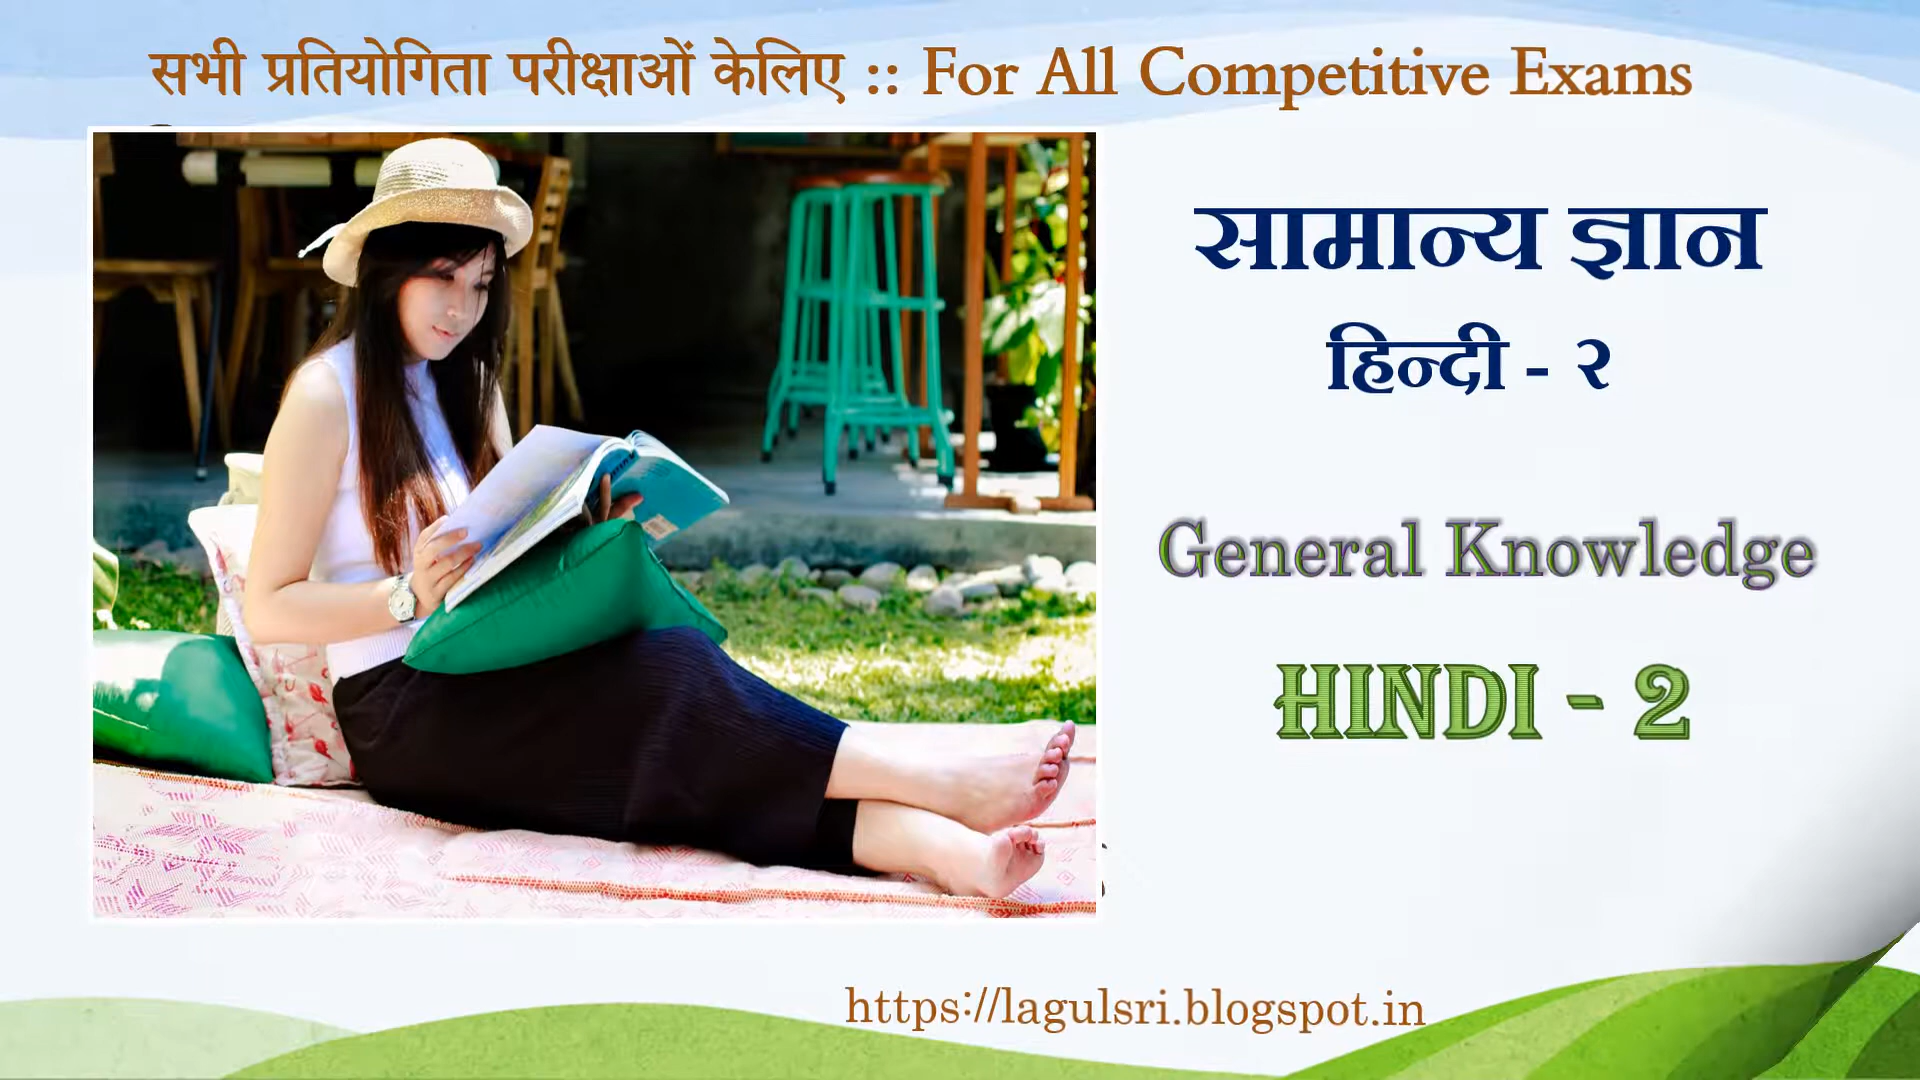 सभी प्रतियोगिता परीक्षाओं केलिए :: For All Competitive Exams
सामान्य ज्ञान
हिन्दी - २
General Knowledge
HINDI - 2
https://lagulsri.blogspot.in